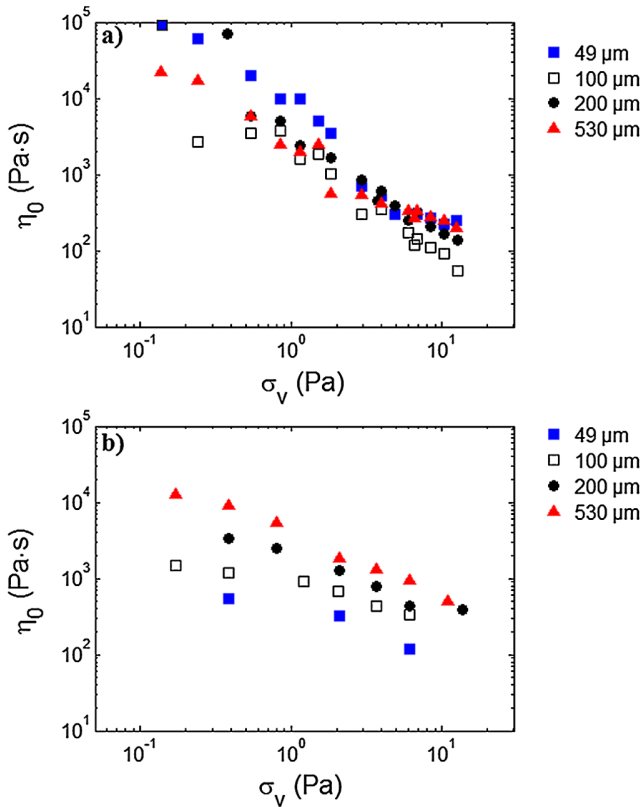 a)
10⁵
10⁴
10³
10²
10¹
η₀ (Pa·s)
10⁻¹
10⁰
10¹
σᵥ (Pa)
49 µm
100 µm
200 µm
530 µm
b)
10⁵
10⁴
10³
10²
10¹
η₀ (Pa·s)
10⁻¹
10⁰
10¹
σᵥ (Pa)
49 µm
100 µm
200 µm
530 µm